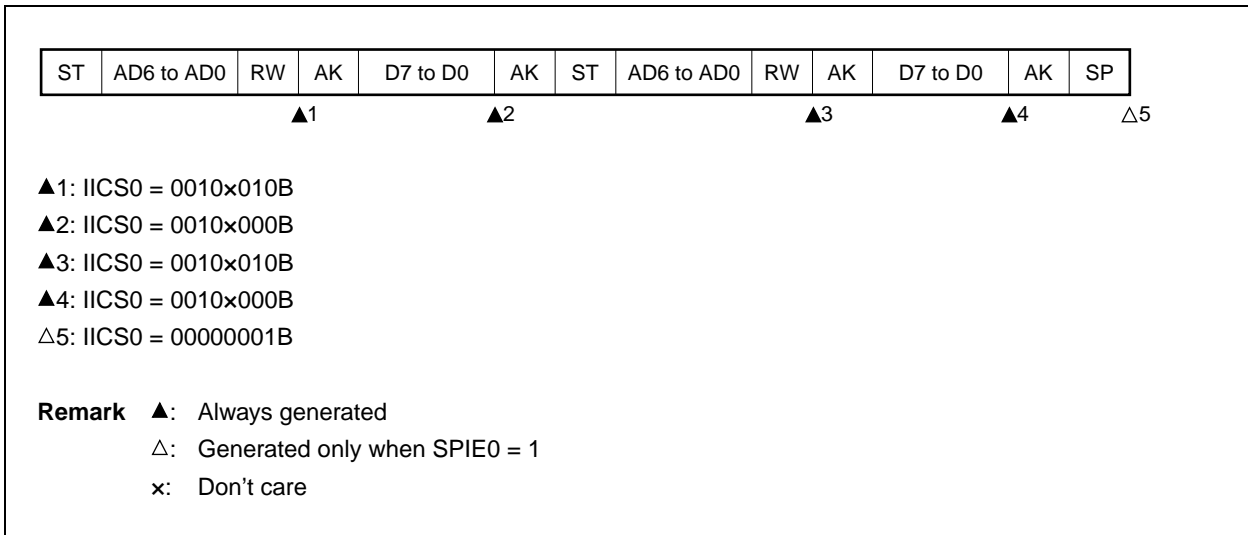 ST AD6 to AD0 RW AK D7 to D0 AK ST AD6 to AD0 RW AK D7 to D0 AK SP
▲1 ▲2 ▲3 ▲4 △5
▲1: IICS0 = 0010×010B
▲2: IICS0 = 0010×000B
▲3: IICS0 = 0010×010B
▲4: IICS0 = 0010×000B
△5: IICS0 = 00000001B
Remark ▲: Always generated
△: Generated only when SPIE0 = 1
×: Don't care